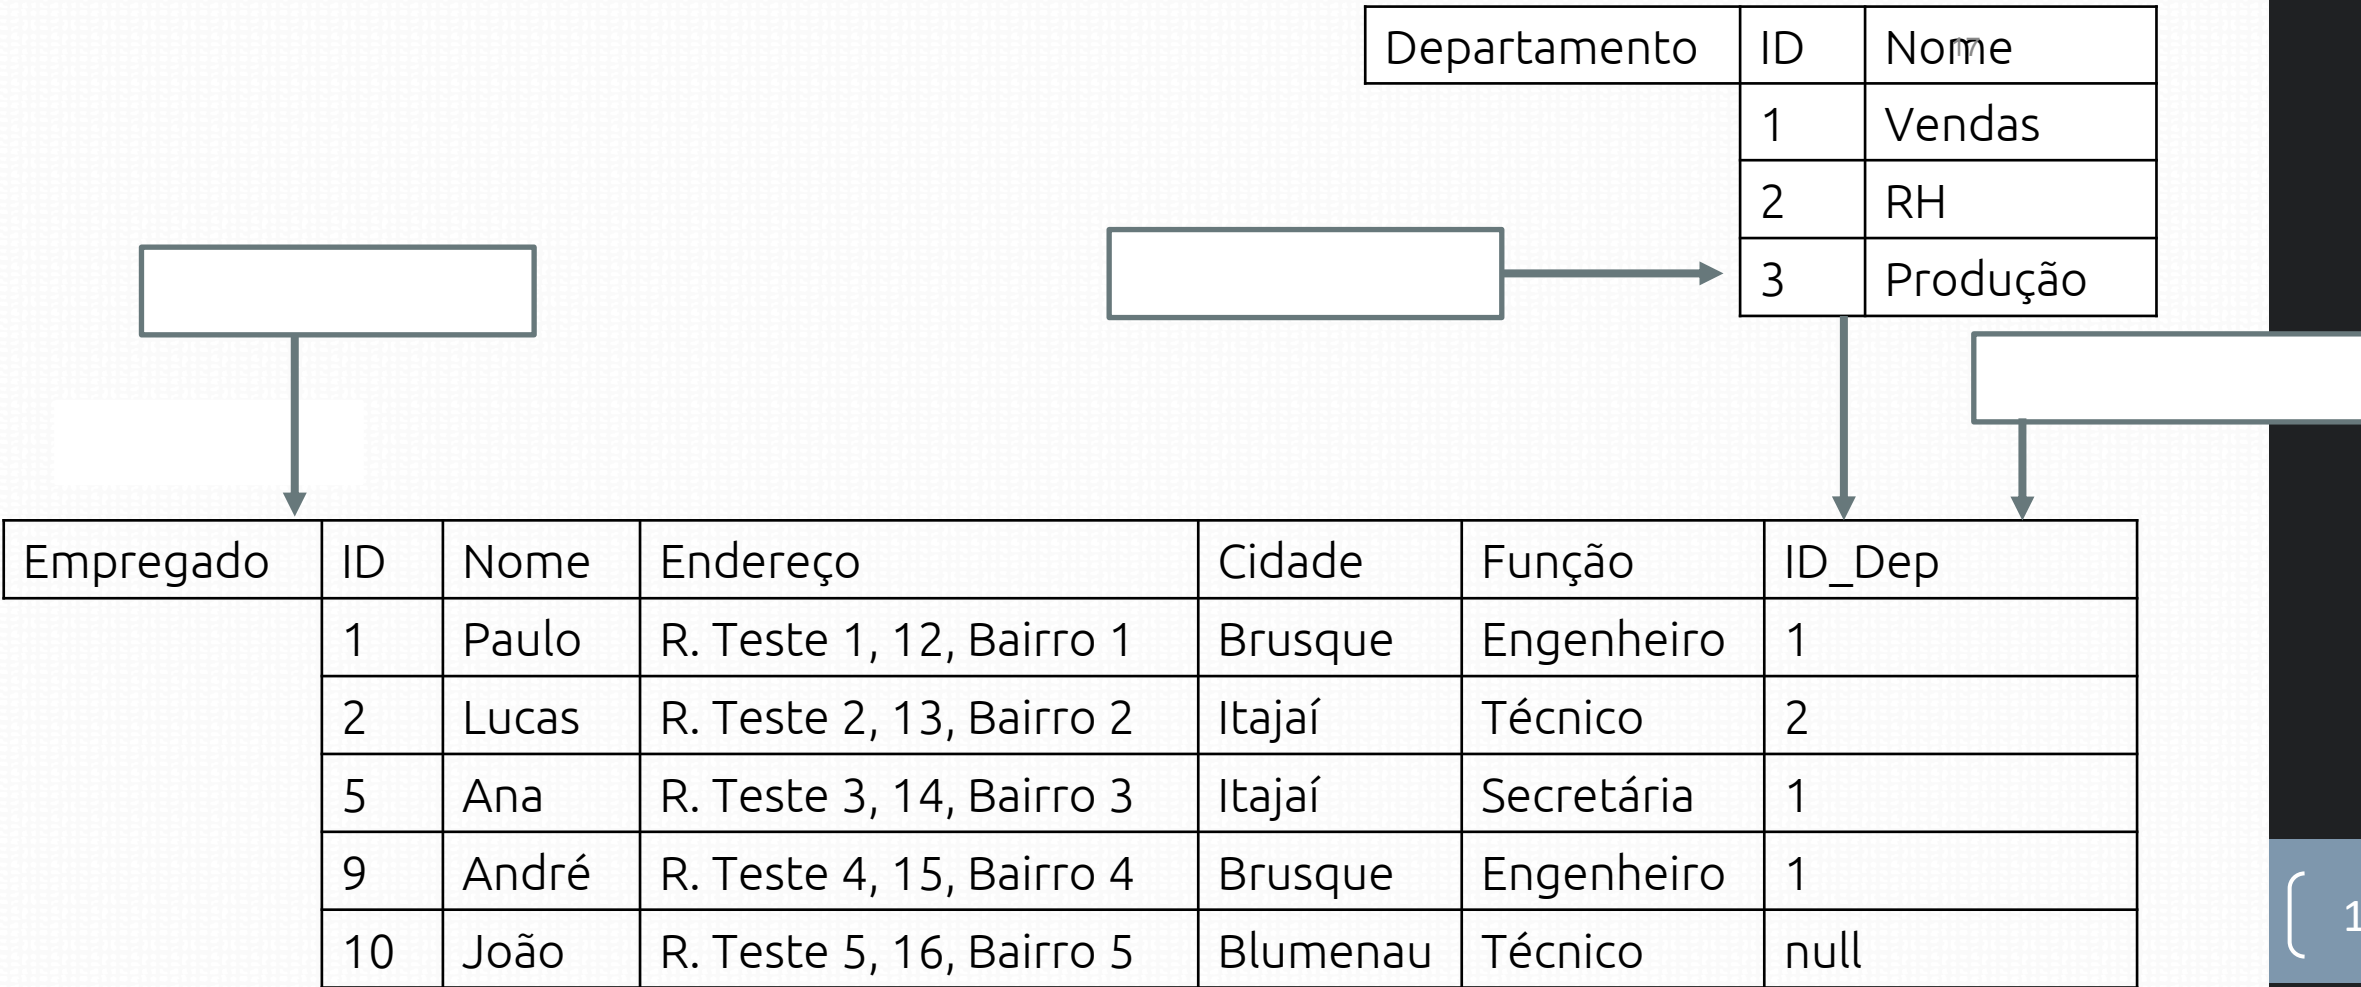 Departamento ID Nome
17
1 Vendas
2 RH
3 Produção
Empregado ID Nome Endereço Cidade Função ID_Dep
1 Paulo R. Teste 1, 12, Bairro 1 Brusque Engenheiro 1
2 Lucas R. Teste 2, 13, Bairro 2 Itajaí Técnico 2
5 Ana R. Teste 3, 14, Bairro 3 Itajaí Secretária 1
9 André R. Teste 4, 15, Bairro 4 Brusque Engenheiro 1
10 João R. Teste 5, 16, Bairro 5 Blumenau Técnico null